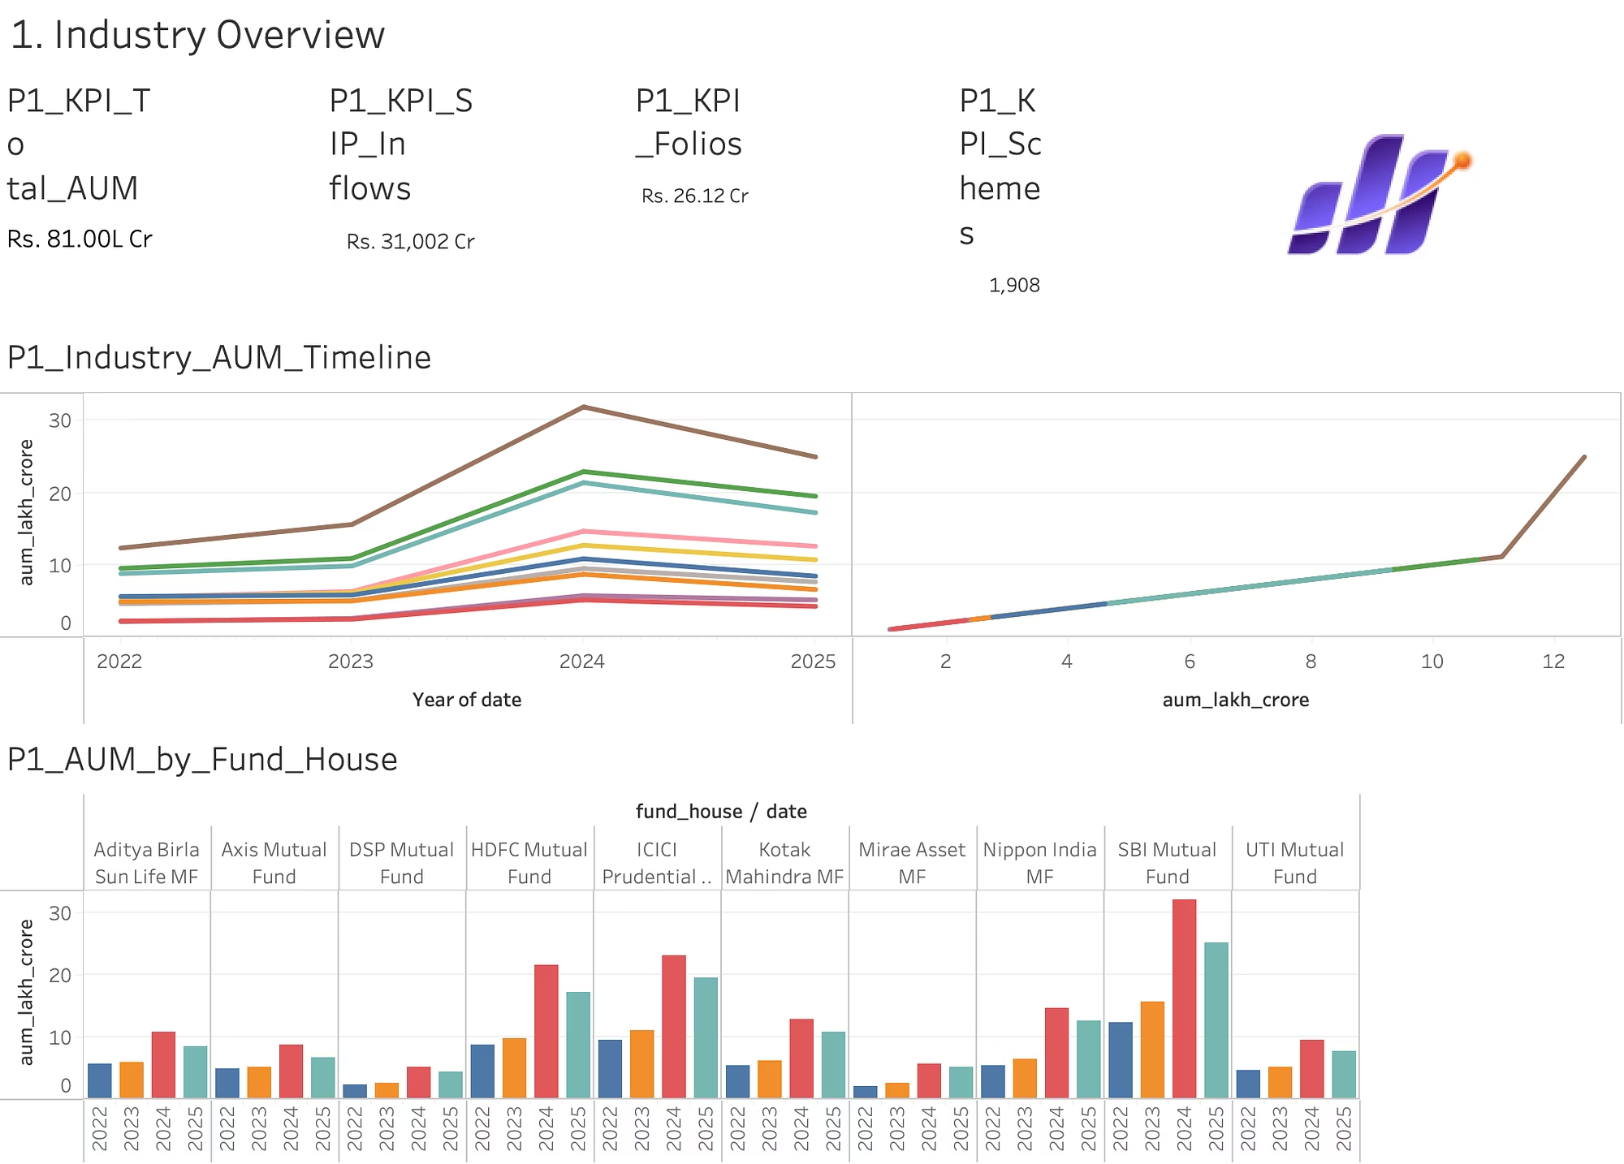 1. Industry Overview
P1_KPI_T
o
tal_AUM
Rs. 81.00L Cr
P1_KPI_S
IP_In
flows
Rs. 31,002 Cr
P1_KPI
_Folios
Rs. 26.12 Cr
P1_K
PI_Sc
heme
s
1,908
P1_Industry_AUM_Timeline
aum_lakh_crore
30
20
10
0
2022 2023 2024 2025
Year of date
2 4 6 8 10 12
aum_lakh_crore
P1_AUM_by_Fund_House
fund_house / date
Aditya Birla Sun Life MF
Axis Mutual Fund
DSP Mutual Fund
HDFC Mutual Fund
ICICI Prudential ..
Kotak Mahindra MF
Mirae Asset MF
Nippon India MF
SBI Mutual Fund
UTI Mutual Fund
aum_lakh_crore
30
20
10
0
2022 2023 2024 2025 2022 2023 2024 2025 2022 2023 2024 2025 2022 2023 2024 2025 2022 2023 2024 2025 2022 2023 2024 2025 2022 2023 2024 2025 2022 2023 2024 2025 2022 2023 2024 2025 2022 2023 2024 2025